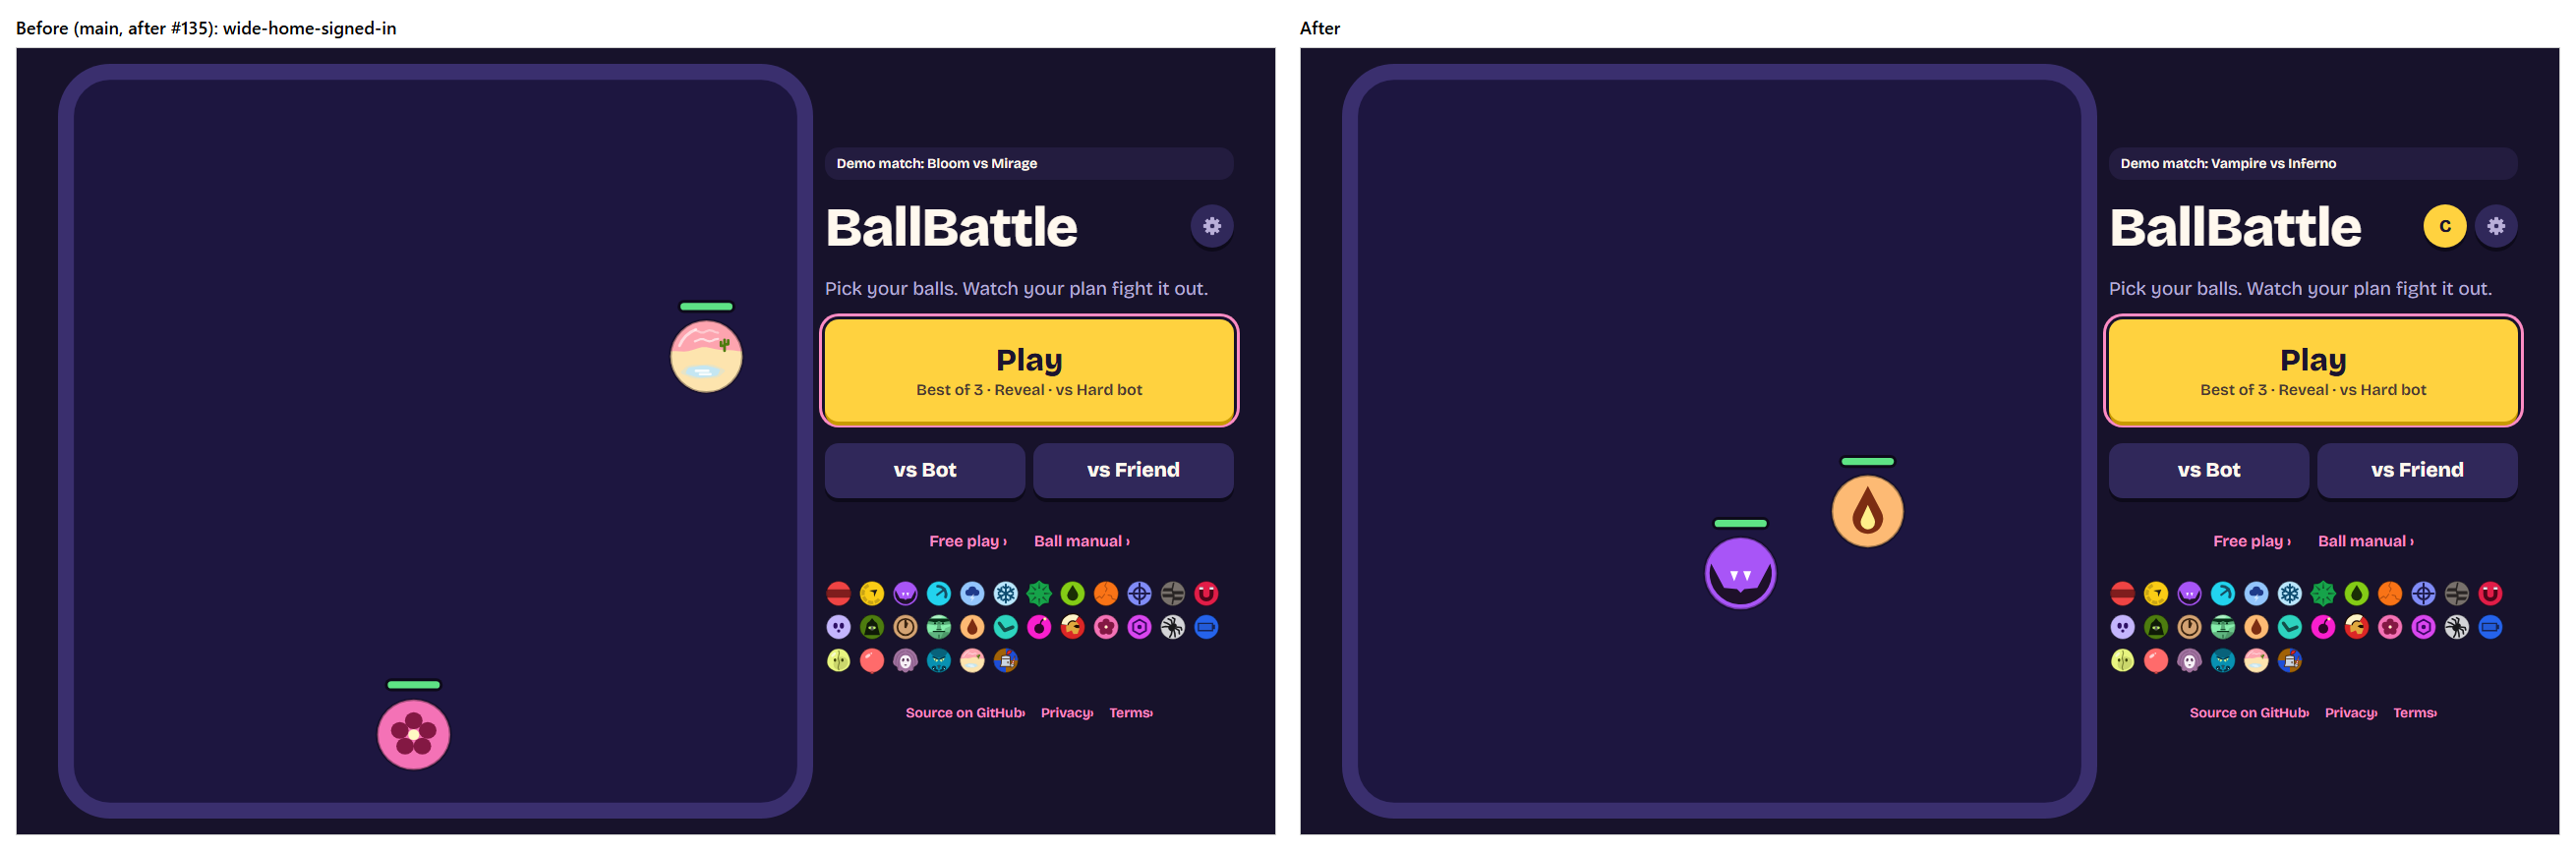 Before (main, after #135): wide-home-signed-in
Demo match: Bloom vs Mirage
BallBattle
Pick your balls. Watch your plan fight it out.
Play
Best of 3 · Reveal · vs Hard bot
vs Bot
vs Friend
Free play ›
Ball manual ›
Source on GitHub›
Privacy›
Terms›
After
Demo match: Vampire vs Inferno
BallBattle
C
Pick your balls. Watch your plan fight it out.
Play
Best of 3 · Reveal · vs Hard bot
vs Bot
vs Friend
Free play ›
Ball manual ›
Source on GitHub›
Privacy›
Terms›